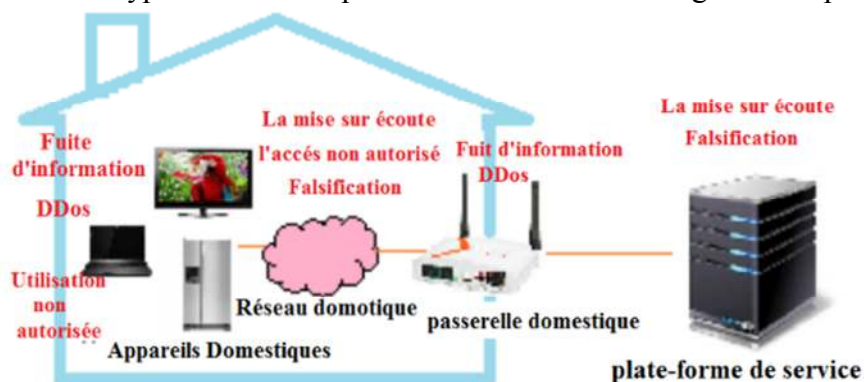 Fuite
d'information
DDos
Utilisation
non
autorisée
Appareils Domestiques
La mise sur écoute
l'accés non autorisé
Falsification
Réseau domotique
Fuit d'information
DDos
passerelle domestique
La mise sur écoute
Falsification
plate-forme de service